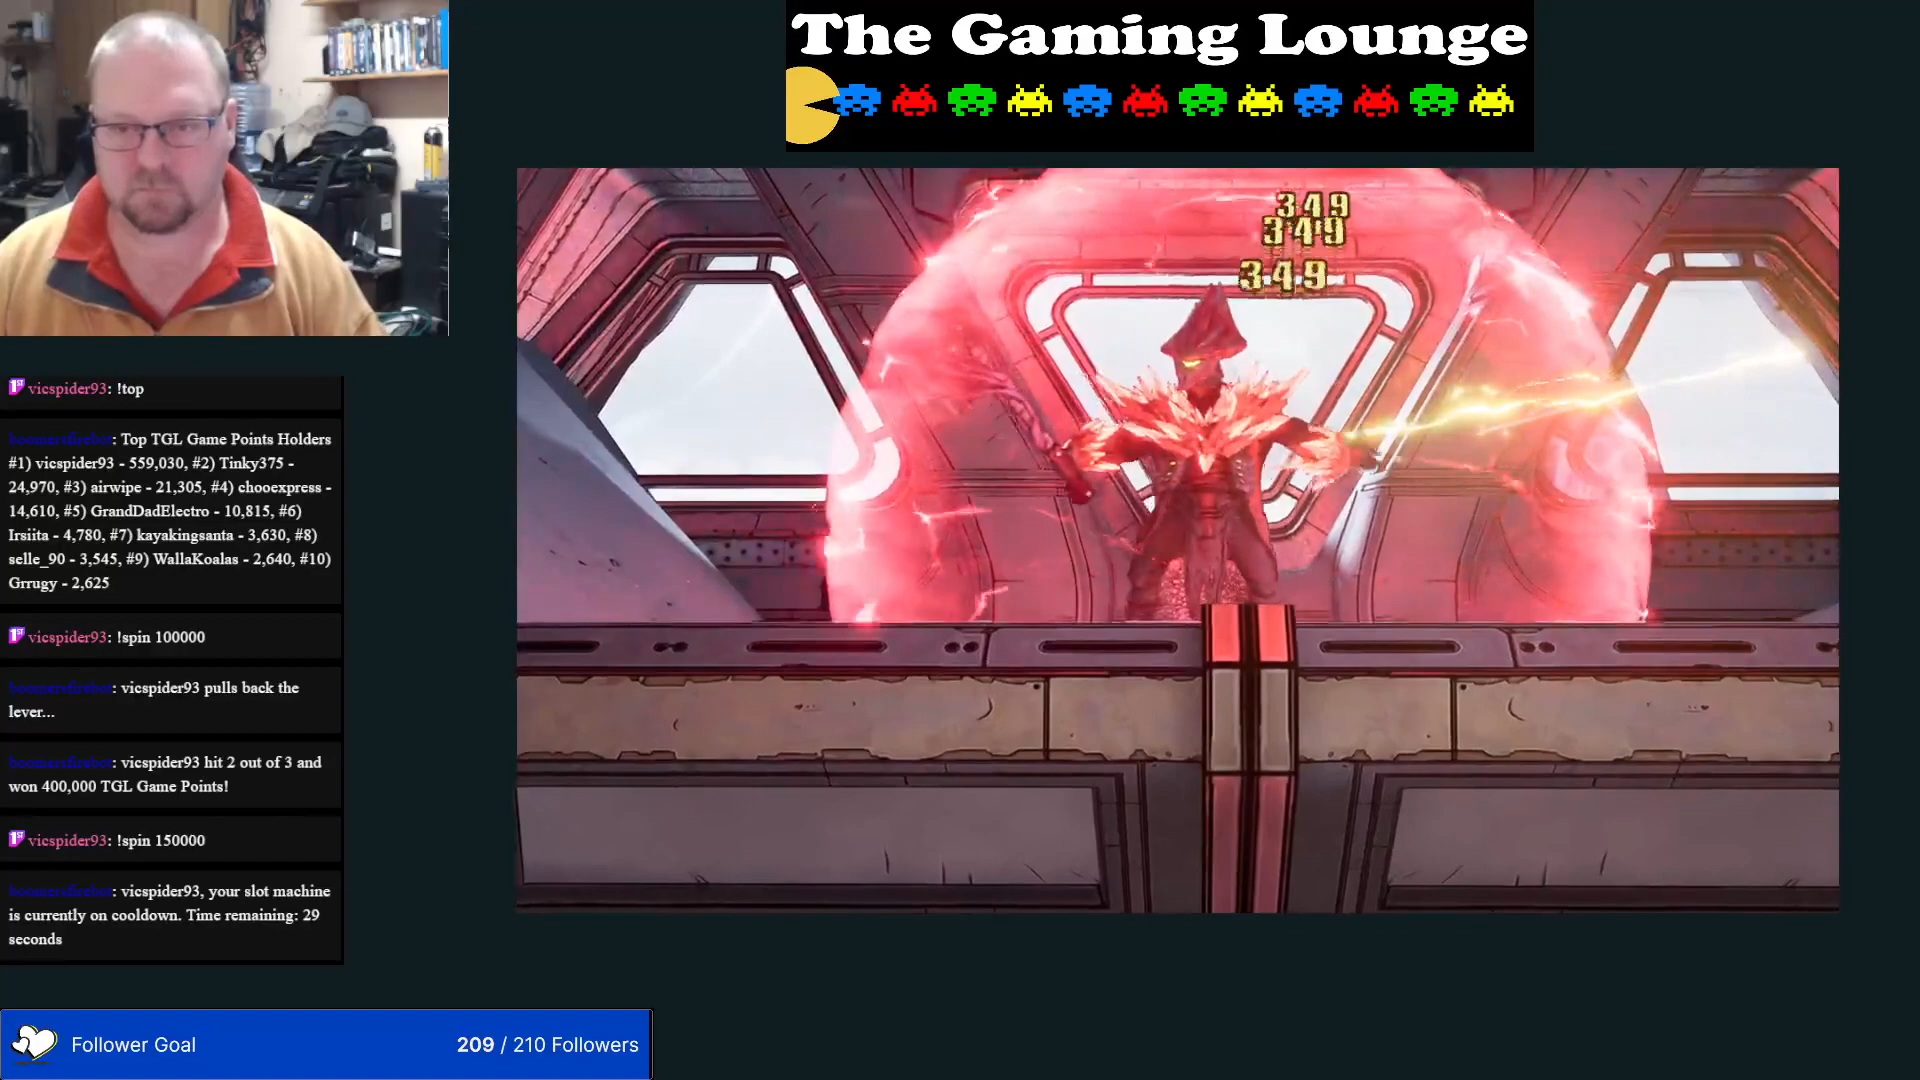 The Gaming Lounge
349
349
349
vicspider93: !top
boomersfirebot: Top TGL Game Points Holders
#1) vicspider93 - 559,030, #2) Tinky375 -
24,970, #3) airwipe - 21,305, #4) chooexpress -
14,610, #5) GrandDadElectro - 10,815, #6)
Irsiita - 4,780, #7) kayakingsanta - 3,630, #8)
selle_90 - 3,545, #9) WallaKoalas - 2,640, #10)
Grrugy - 2,625
vicspider93: !spin 100000
boomersfirebot: vicspider93 pulls back the
lever...
boomersfirebot: vicspider93 hit 2 out of 3 and
won 400,000 TGL Game Points!
vicspider93: !spin 150000
boomersfirebot: vicspider93, your slot machine
is currently on cooldown. Time remaining: 29
seconds
Follower Goal
209 / 210 Followers